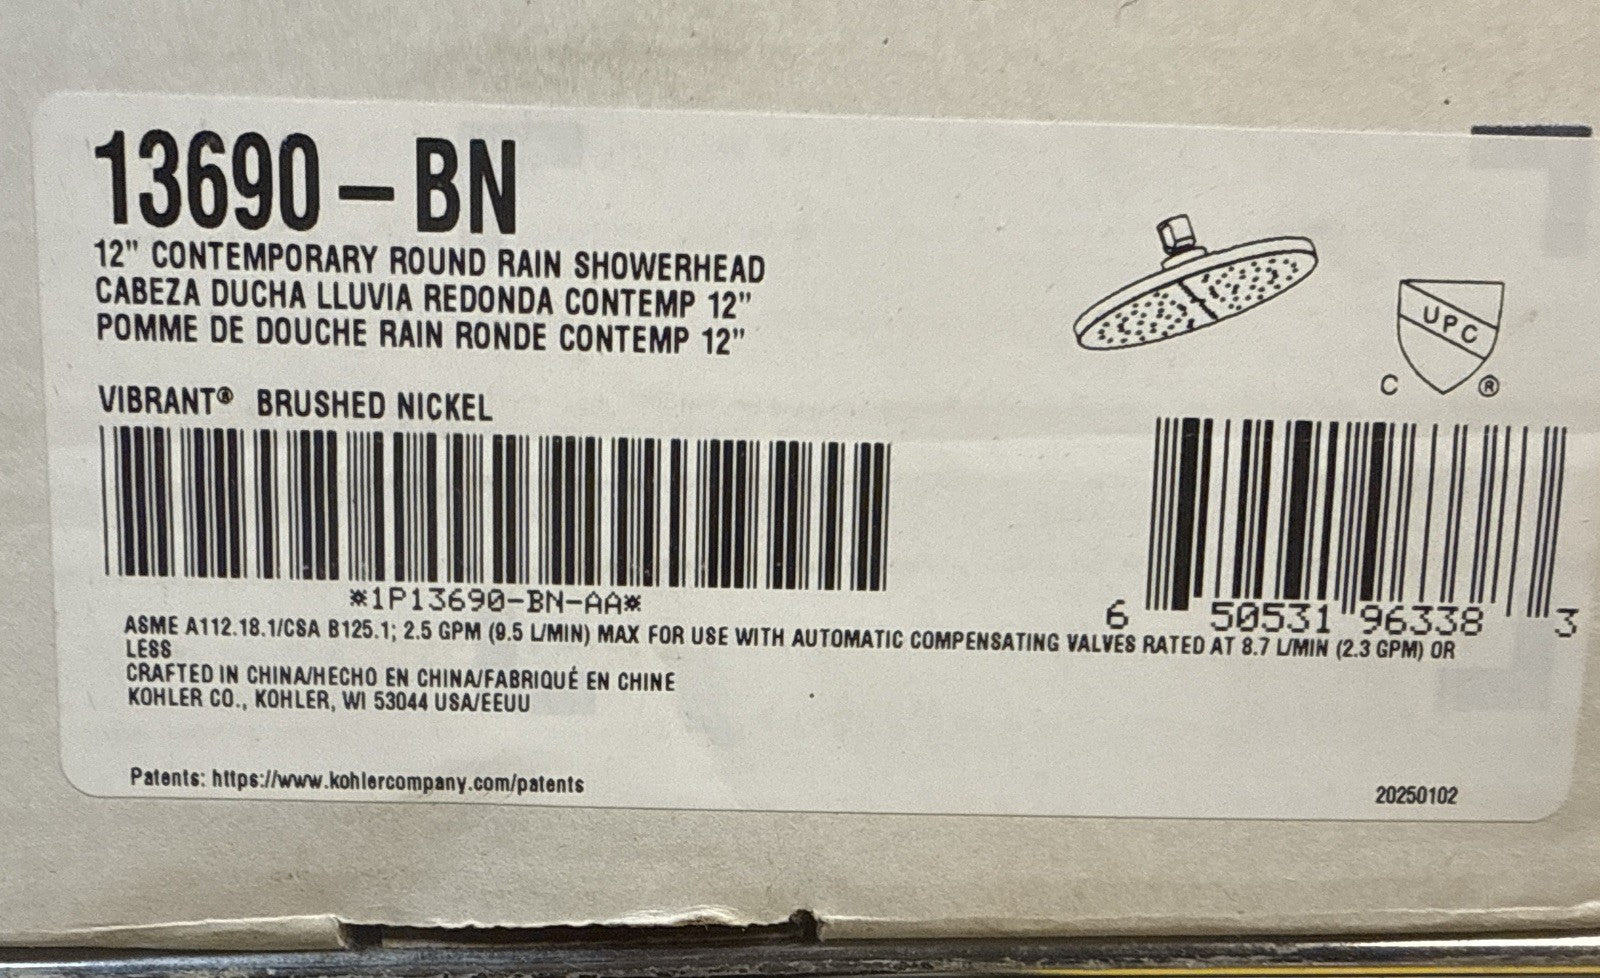 13690-BN
12" CONTEMPORARY ROUND RAIN SHOWERHEAD
CABEZA DUCHA LLUVIA REDONDA CONTEMP 12"
POMME DE DOUCHE RAIN RONDE CONTEMP 12"
UPC
C ®
VIBRANT® BRUSHED NICKEL
*1P13690-BN-AA*
6 50531 96338 3
ASME A112.18.1/CSA B125.1; 2.5 GPM (9.5 L/MIN) MAX FOR USE WITH AUTOMATIC COMPENSATING VALVES RATED AT 8.7 L/MIN (2.3 GPM) OR
LESS
CRAFTED IN CHINA/HECHO EN CHINA/FABRIQUÉ EN CHINE
KOHLER CO., KOHLER, WI 53044 USA/EEUU
Patents: https://www.kohlercompany.com/patents
20250102